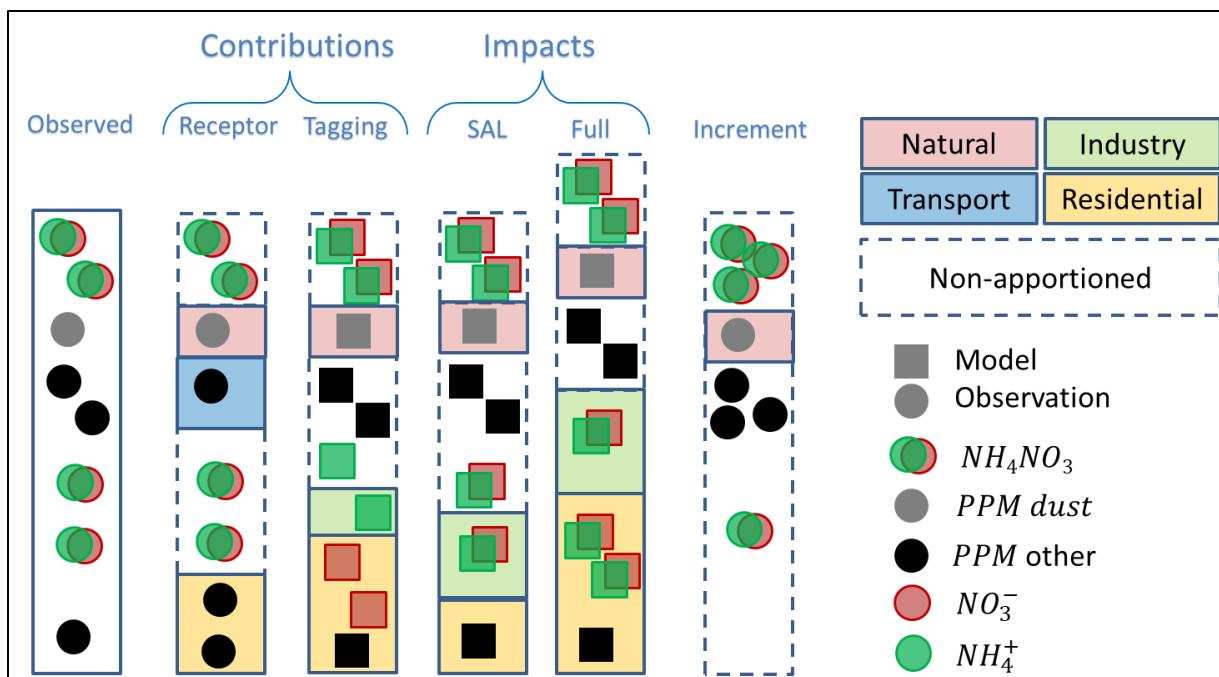 Contributions Impacts
Observed Receptor Tagging SAL Full Increment
Natural Industry
Transport Residential
Non-apportioned
Model
Observation
NH₄NO₃
PPM dust
PPM other
NO₃⁻
NH₄⁺